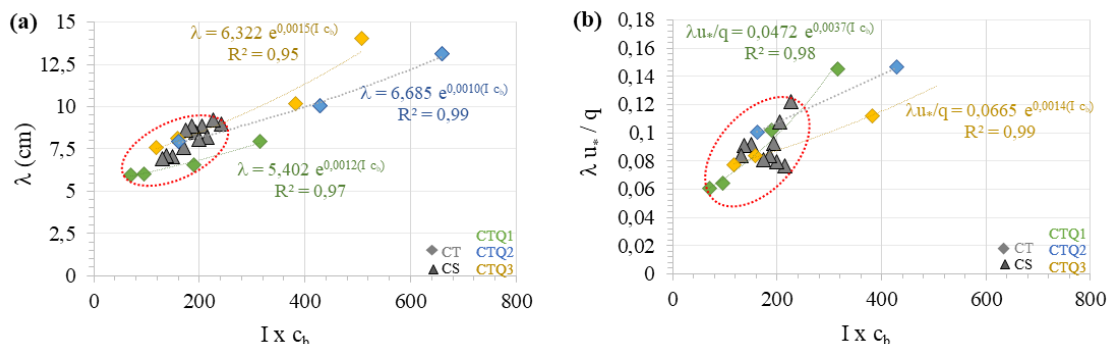 (a)
λ (cm)
15
12,5
10
7,5
5
2,5
0
0
200
400
600
800
I x c_b
λ = 6,322 e^0,0015(I c_b)
R² = 0,95
λ = 6,685 e^0,0010(I c_b)
R² = 0,99
λ = 5,402 e^0,0012(I c_b)
R² = 0,97
CT
CS
CTQ1
CTQ2
CTQ3
(b)
λ u* / q
0,18
0,16
0,14
0,12
0,1
0,08
0,06
0,04
0,02
0
0
200
400
600
800
I x c_b
λu*/q = 0,0472 e^0,0037(I c_b)
R² = 0,98
λu*/q = 0,0665 e^0,0014(I c_b)
R² = 0,99
CT
CS
CTQ1
CTQ2
CTQ3